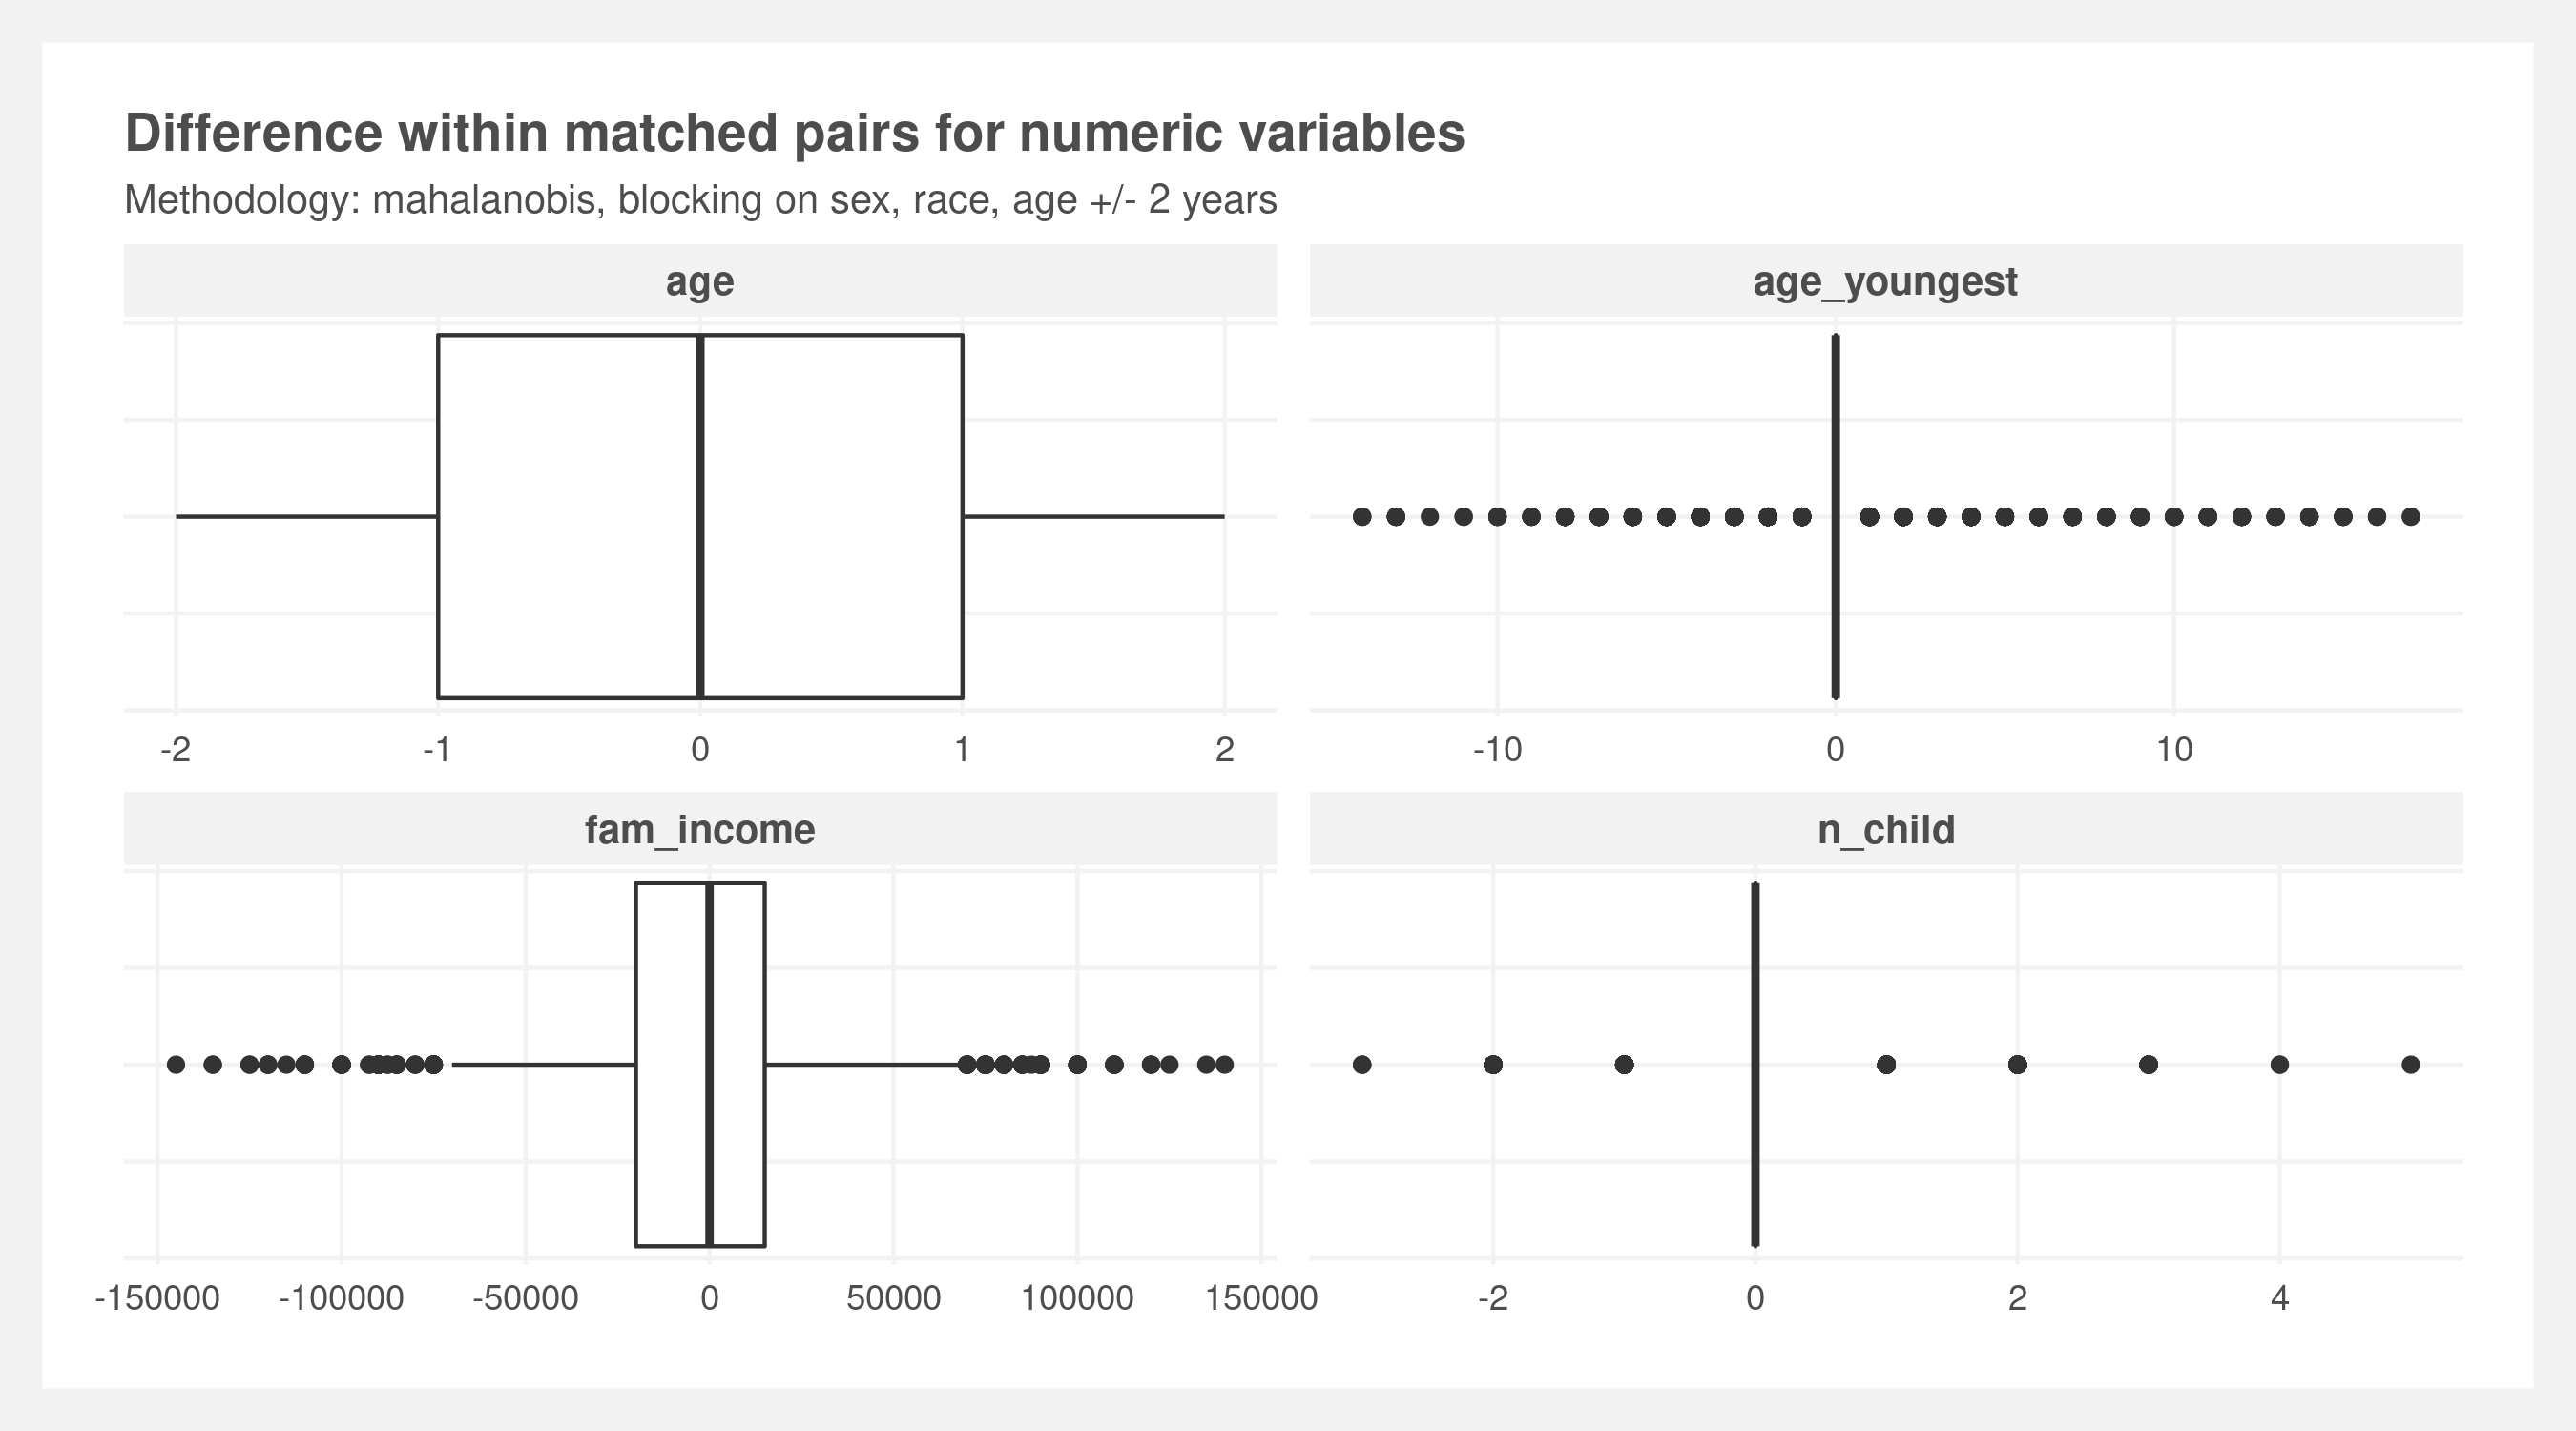 Difference within matched pairs for numeric variables
Methodology: mahalanobis, blocking on sex, race, age +/- 2 years
age
-2 -1 0 1 2
age_youngest
-10 0 10
fam_income
-150000 -100000 -50000 0 50000 100000 150000
n_child
-2 0 2 4